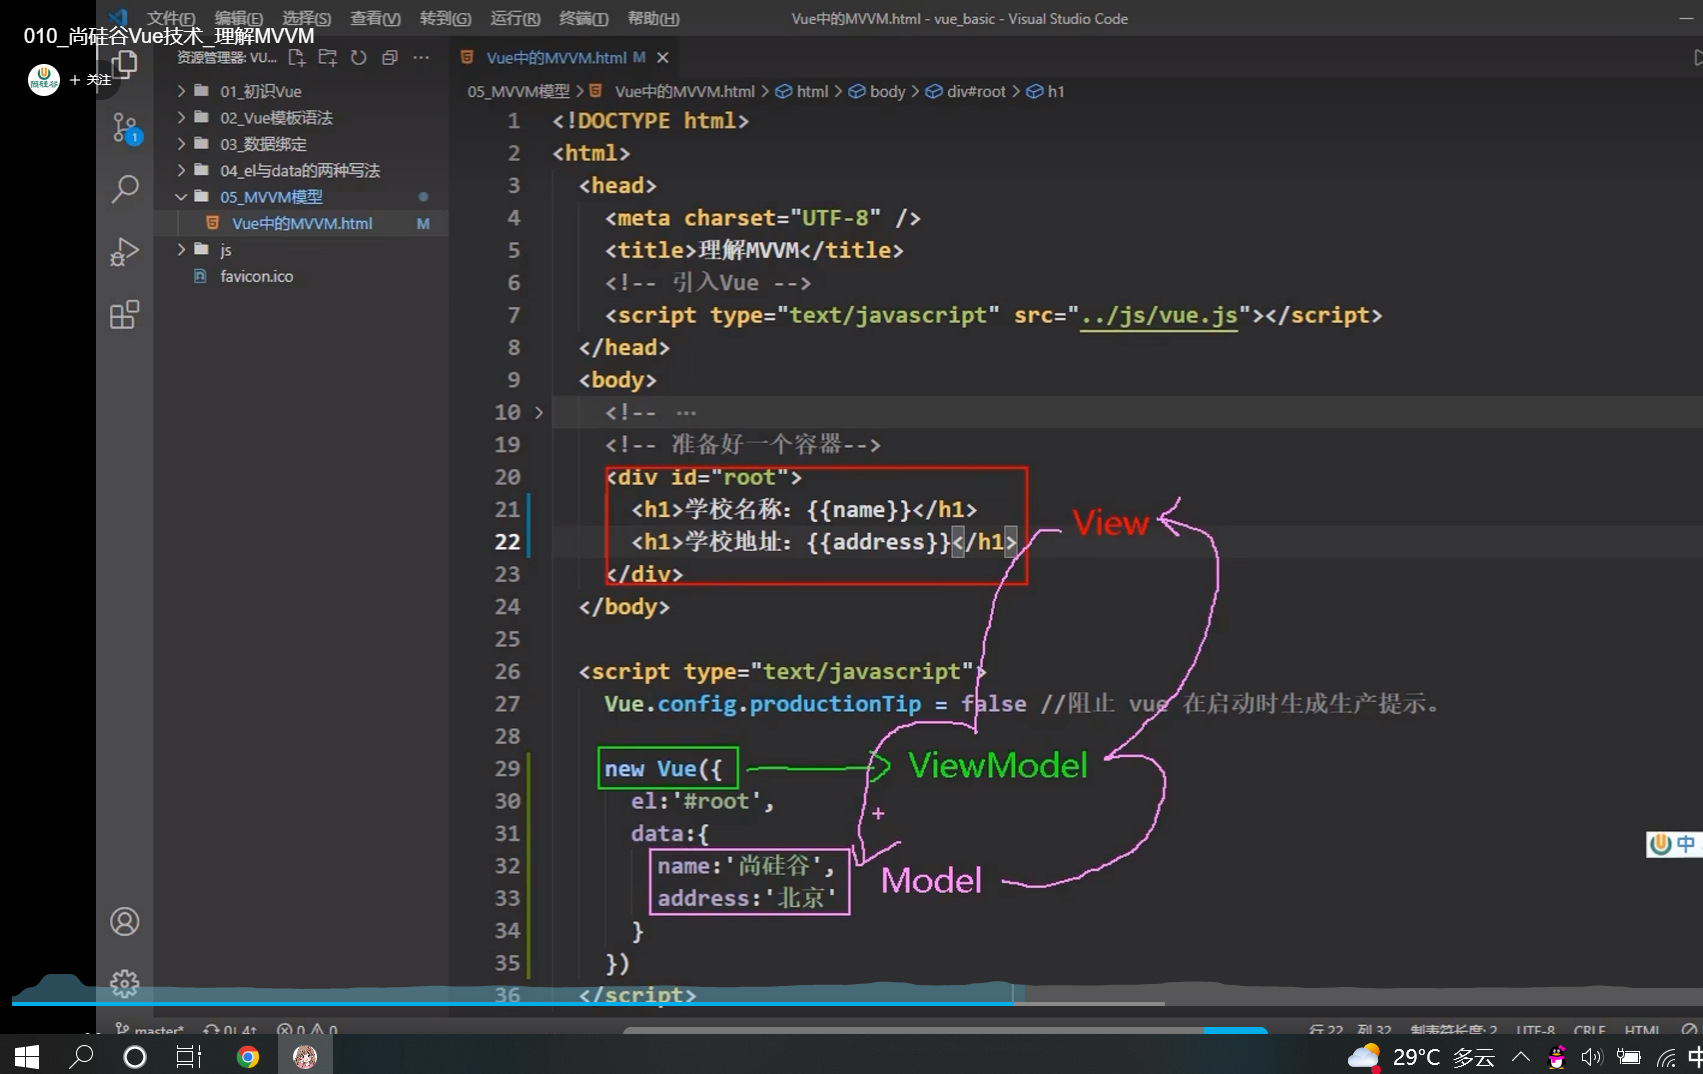 文件(F) 编辑(E) 选择(S) 查看(V) 转到(G) 运行(R) 终端(T) 帮助(H) Vue中的MVVM.html - vue_basic - Visual Studio Code
010_尚硅谷Vue技术_理解MVVM
资源管理器: VU...
Vue中的MVVM.html M
尚硅谷
+ 关注
05_MVVM模型 > Vue中的MVVM.html > html > body > div#root > h1
01_初识Vue
02_Vue模板语法
03_数据绑定
04_el与data的两种写法
05_MVVM模型
Vue中的MVVM.html M
js
favicon.ico
1
1 <!DOCTYPE html>
2 <html>
3 <head>
4 <meta charset="UTF-8" />
5 <title>理解MVVM</title>
6 <!-- 引入Vue -->
7 <script type="text/javascript" src="../js/vue.js"></script>
8 </head>
9 <body>
10 <!-- ...
19 <!-- 准备好一个容器-->
20 <div id="root">
21 <h1>学校名称：{{name}}</h1>
22 <h1>学校地址：{{address}}</h1>
23 </div>
24 </body>
25
26 <script type="text/javascript">
27 Vue.config.productionTip = false //阻止 vue 在启动时生成生产提示。
28
29 new Vue({
30 el:'#root',
31 data:{
32 name:'尚硅谷',
33 address:'北京'
34 }
35 })
36 </script>
View
ViewModel
Model
中
master* 0↓ 4↑ 0 0 行 22, 列 32 制表符长度: 2 UTF-8 CRLF HTML
29°C 多云 中